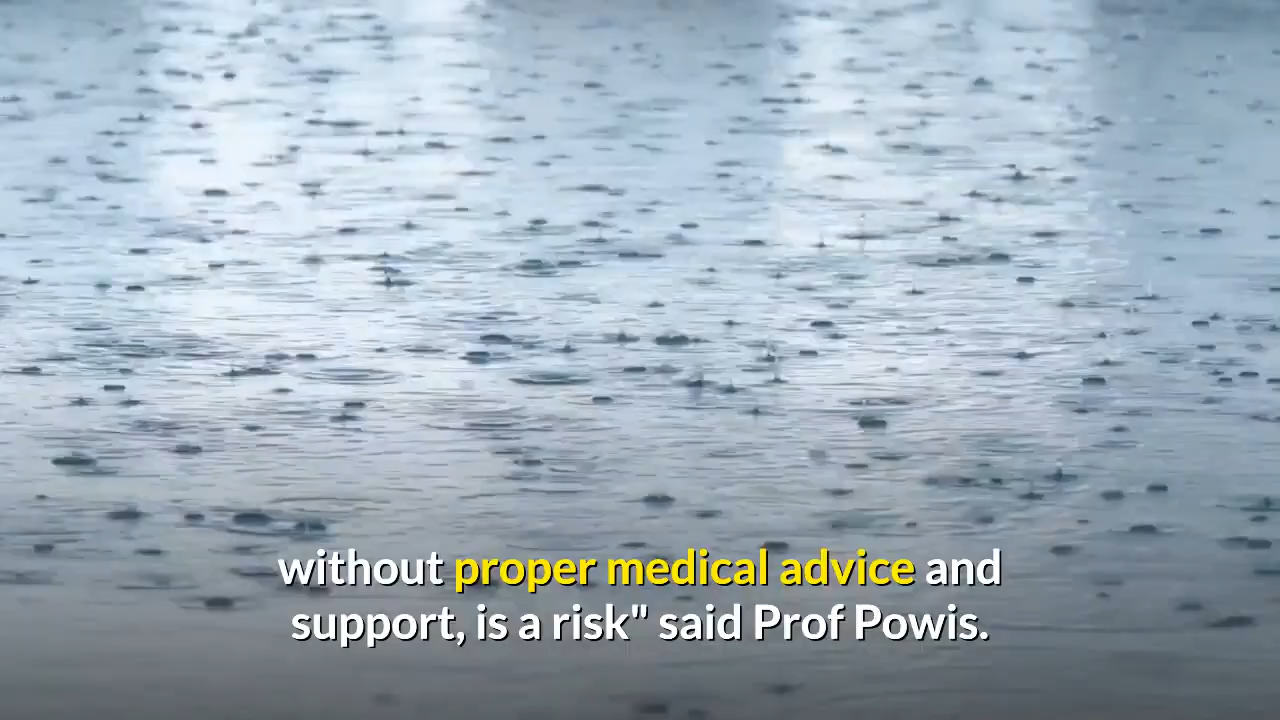 without proper medical advice and
support, is a risk" said Prof Powis.